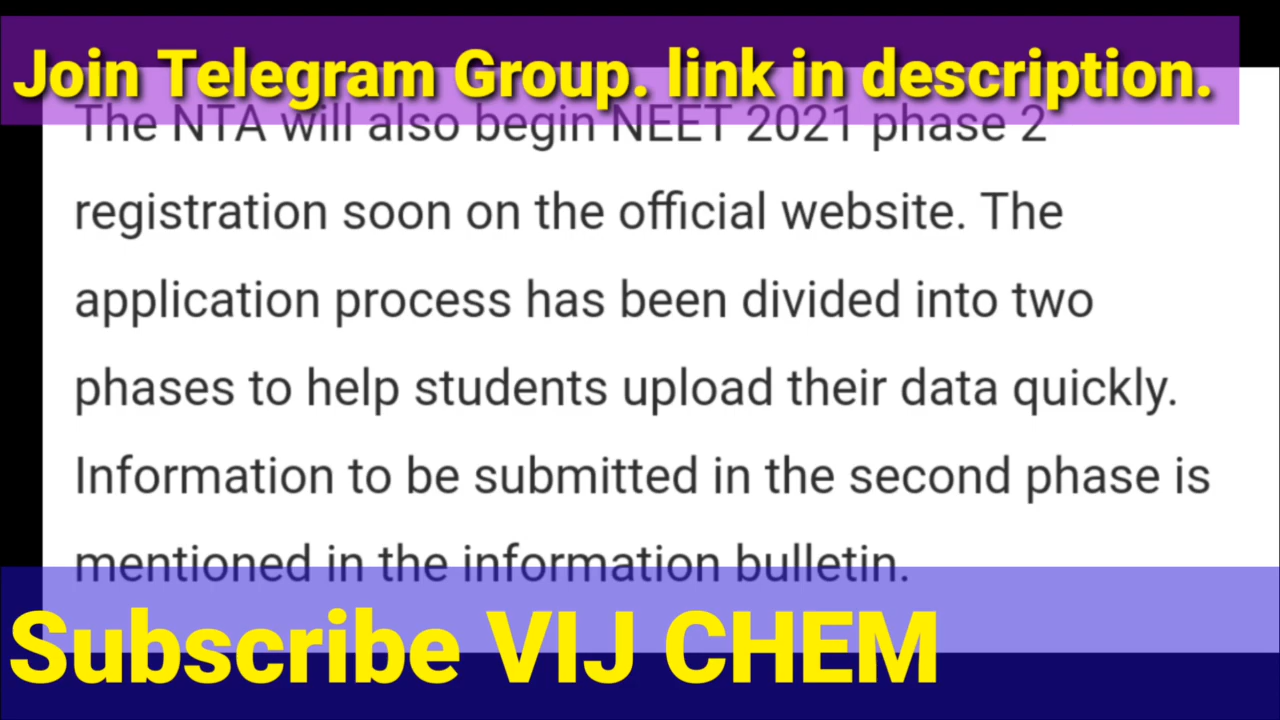 Join Telegram Group. link in description.
The NTA will also begin NEET 2021 phase 2
registration soon on the official website. The
application process has been divided into two
phases to help students upload their data quickly.
Information to be submitted in the second phase is
mentioned in the information bulletin.
Subscribe VIJ CHEM